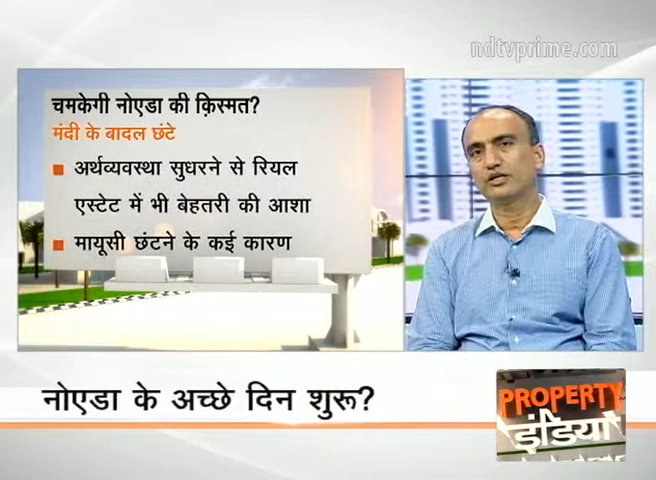 ndtvprime.com
चमकेगी नोएडा की क़िस्मत?
मंदी के बादल छंटे
अर्थव्यवस्था सुधरने से रियल
एस्टेट में भी बेहतरी की आशा
मायूसी छंटने के कई कारण
नोएडा के अच्छे दिन शुरू?
PROPERTY
इंडिया